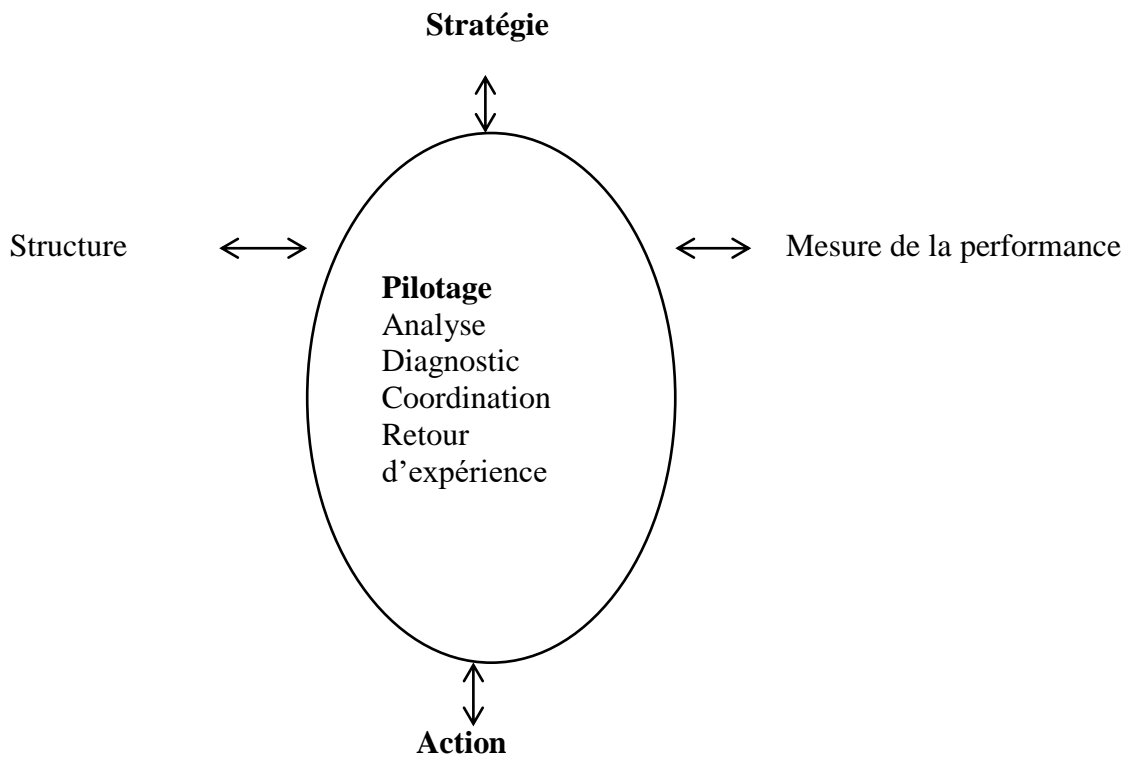 Stratégie
Structure
Mesure de la performance
Pilotage
Analyse
Diagnostic
Coordination
Retour
d’expérience
Action